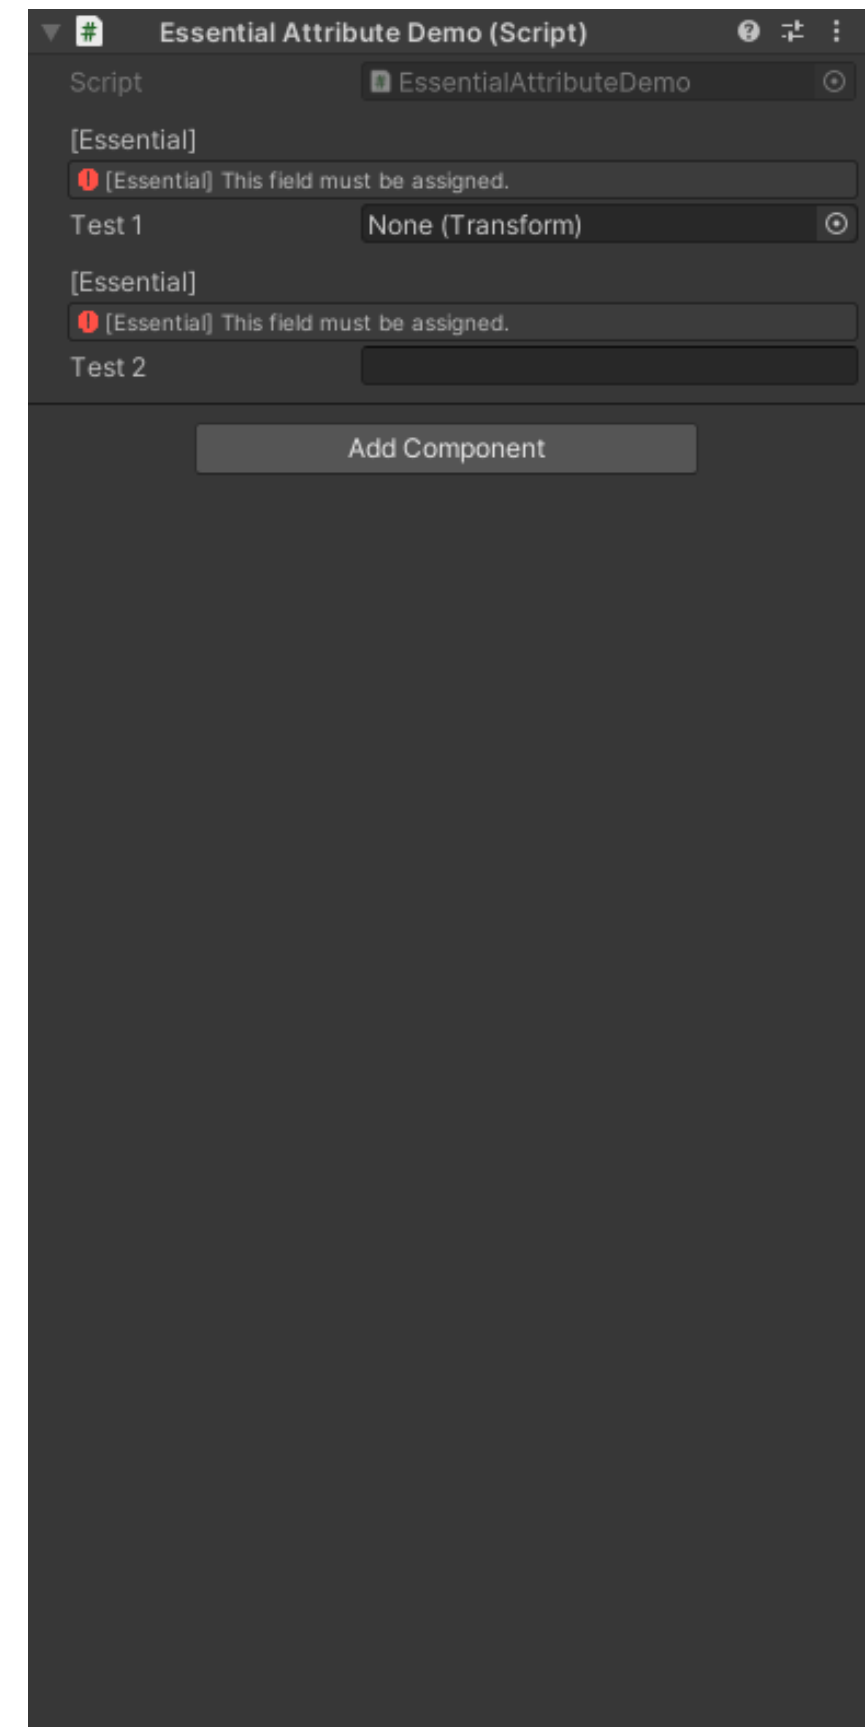 Essential Attribute Demo (Script)
Script EssentialAttributeDemo
[Essential]
[Essential] This field must be assigned.
Test 1 None (Transform)
[Essential]
[Essential] This field must be assigned.
Test 2
Add Component